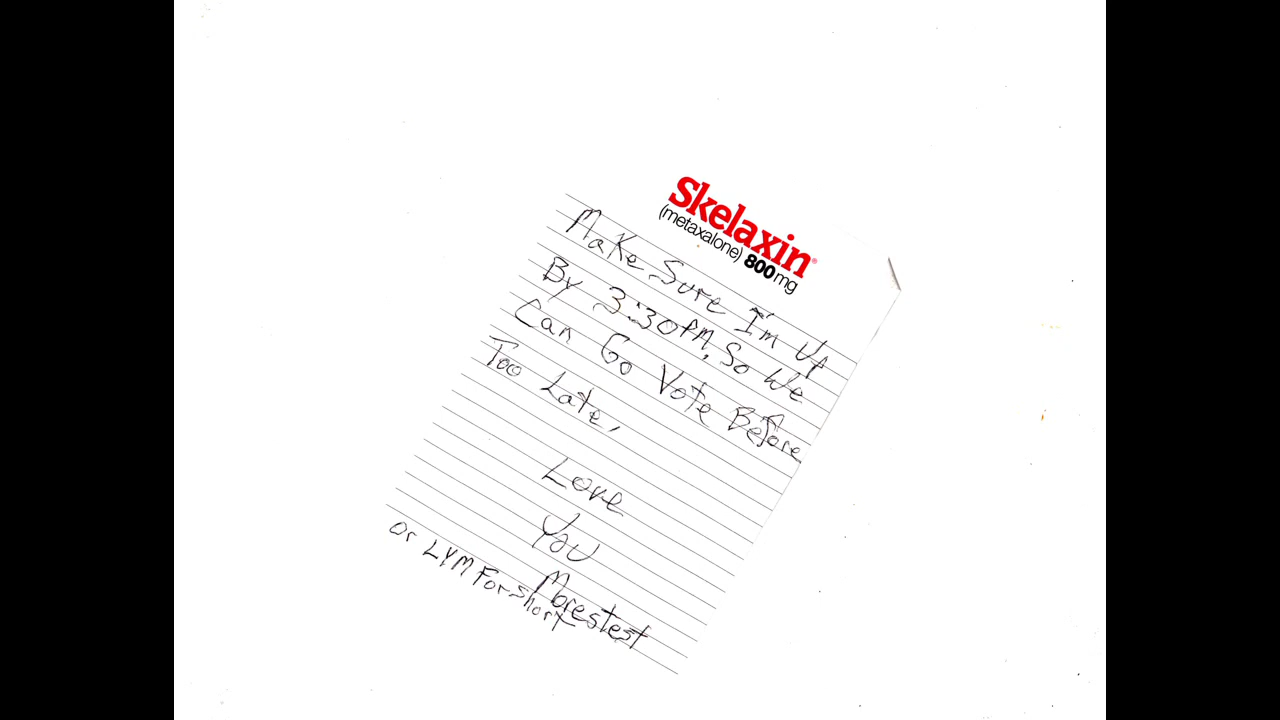 Skelaxin®
(metaxalone) 800mg
Make Sure I'm Up
By 3:30PM, So We
Can Go Vote Before
Too Late,
Love
You
Morestest
or LYM For short